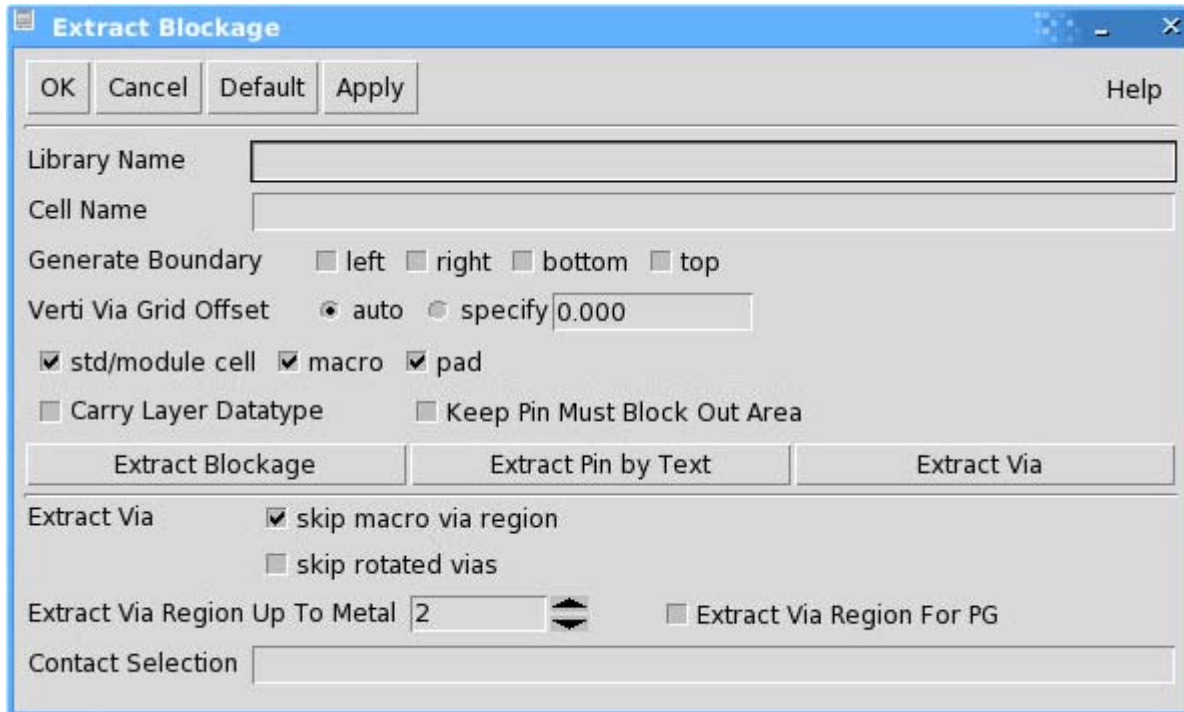 Extract Blockage
OK Cancel Default Apply Help
Library Name
Cell Name
Generate Boundary left right bottom top
Verti Via Grid Offset auto specify 0.000
std/module cell macro pad
Carry Layer Datatype Keep Pin Must Block Out Area
Extract Blockage Extract Pin by Text Extract Via
Extract Via skip macro via region
skip rotated vias
Extract Via Region Up To Metal 2 Extract Via Region For PG
Contact Selection